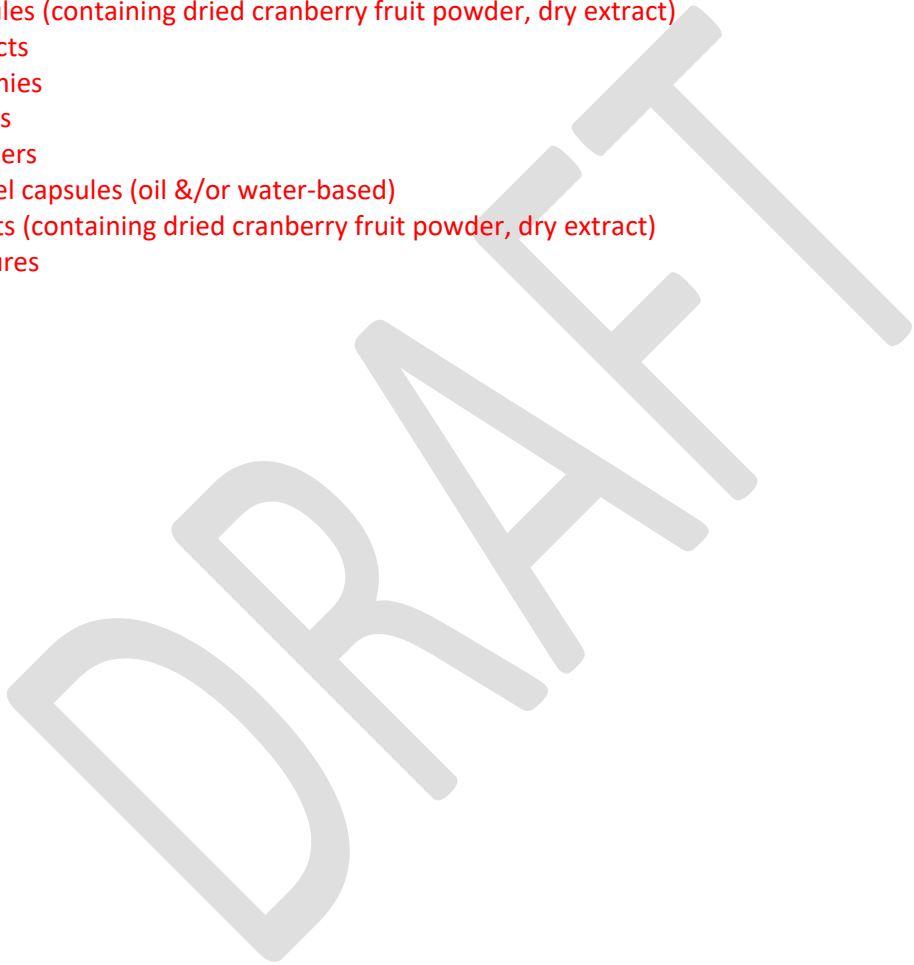 ules (containing dried cranberry fruit powder, dry extract)
cts
nies
s
ers
el capsules (oil &/or water-based)
ts (containing dried cranberry fruit powder, dry extract)
ures
DRAFT